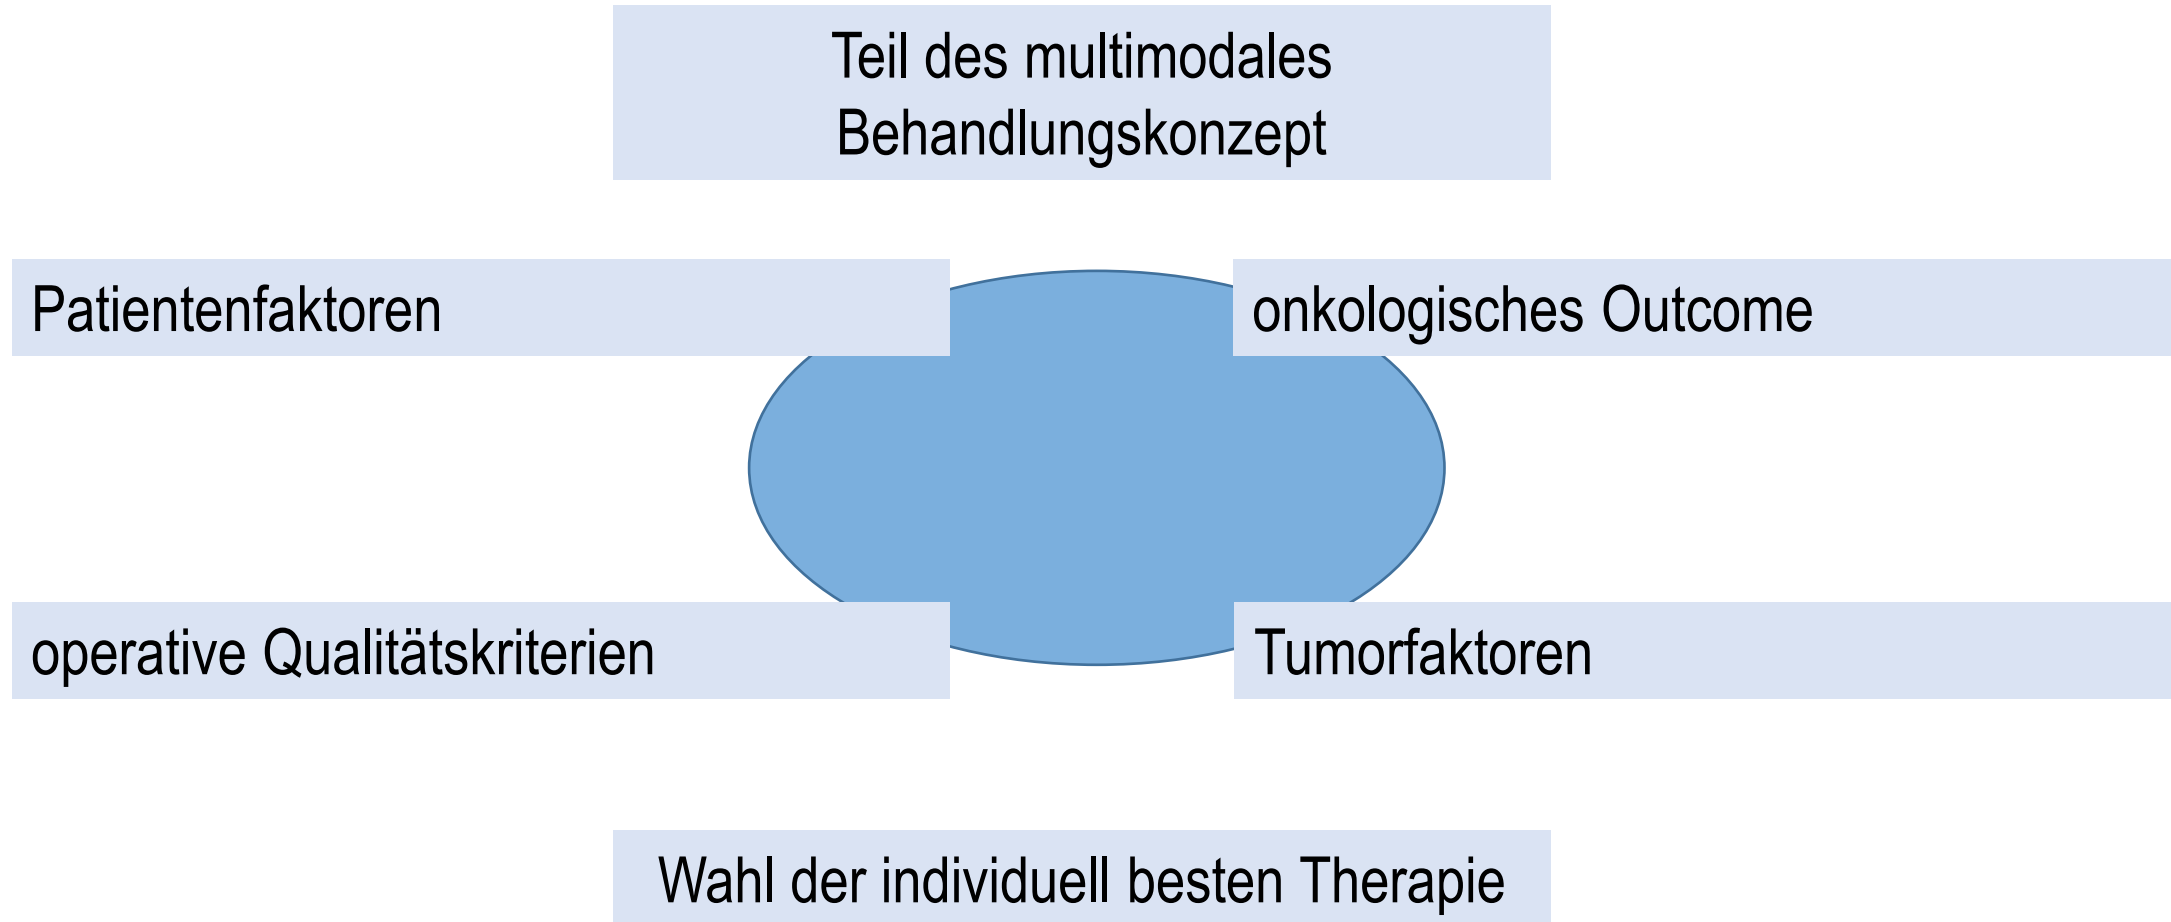 Teil des multimodales
Behandlungskonzept
Patientenfaktoren
onkologisches Outcome
operative Qualitätskriterien
Tumorfaktoren
Wahl der individuell besten Therapie